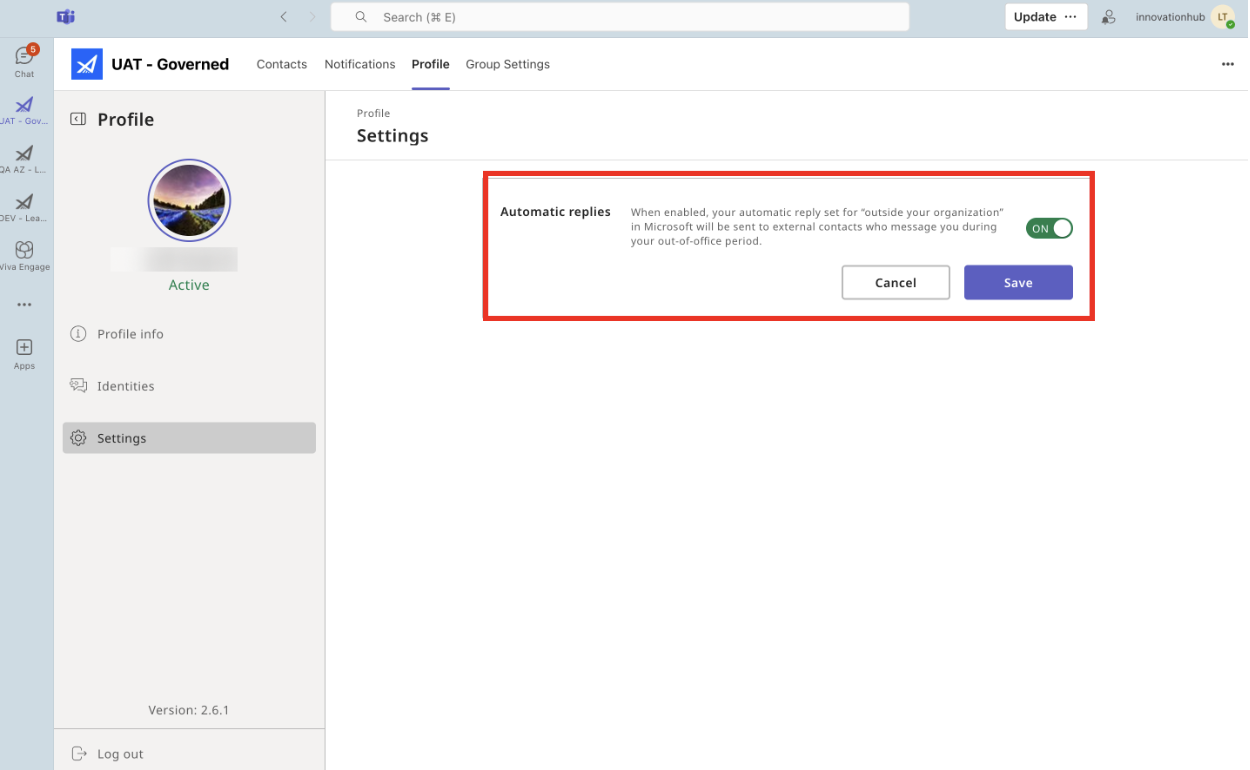 Search (⌘ E)
Update
innovationhub
LT
5
Chat
UAT - Gov...
QA AZ - L...
DEV - Lea...
Viva Engage
Apps
UAT - Governed
Contacts
Notifications
Profile
Group Settings
Profile
Active
Profile info
Identities
Settings
Version: 2.6.1
Log out
Profile
Settings
Automatic replies
When enabled, your automatic reply set for “outside your organization”
in Microsoft will be sent to external contacts who message you during
your out-of-office period.
ON
Cancel
Save